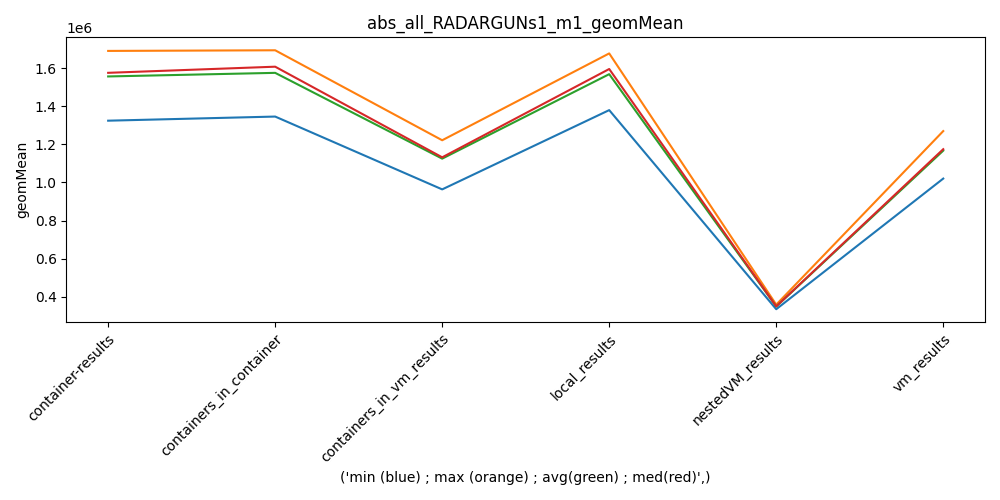 abs_all_RADARGUNs1_m1_geomMean
1e6
1.6
1.4
1.2
1.0
0.8
0.6
0.4
geomMean
container-results
containers_in_container
containers_in_vm_results
local_results
nestedVM_results
vm_results
('min (blue) ; max (orange) ; avg(green) ; med(red)',)